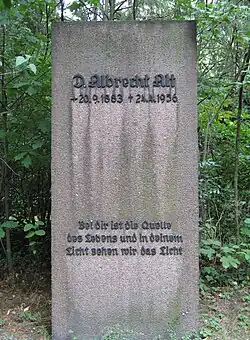 D. Albrecht Alt
* 20.9.1883 † 24.4.1956
Bei dir ist die Quelle
des Lebens und in deinem
Licht sehen wir das Licht